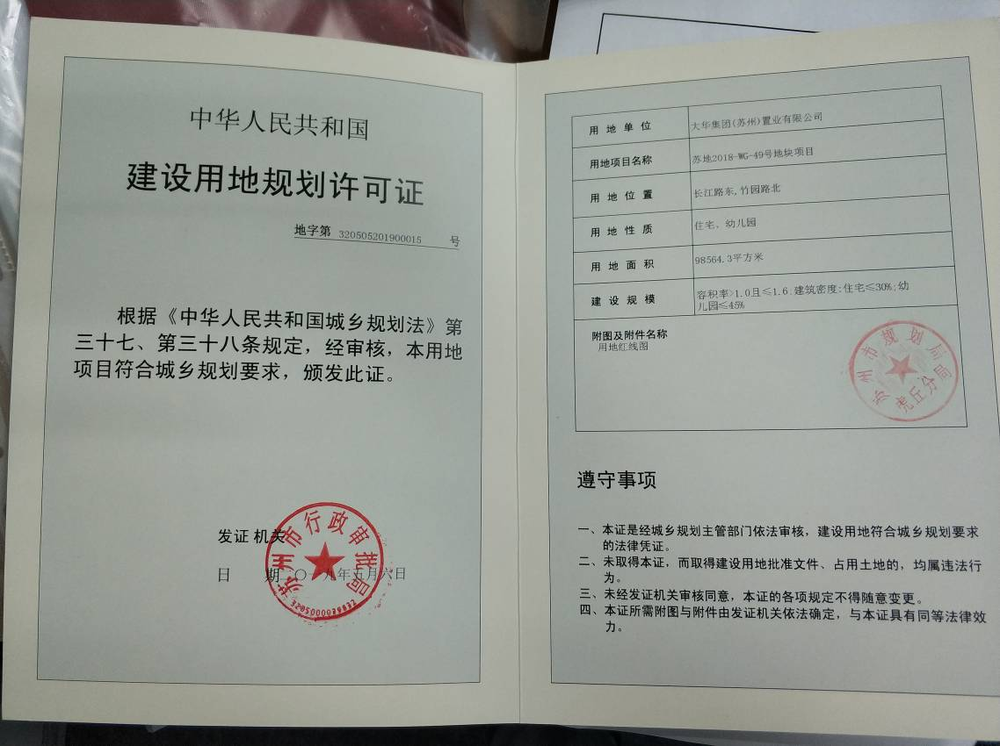 中华人民共和国
建设用地规划许可证
地字第 320505201900015 号
根据《中华人民共和国城乡规划法》第
三十七、第三十八条规定，经审核，本用地
项目符合城乡规划要求，颁发此证。
发证机关
苏州市行政审批局
日 期 二〇一九年五月六日
3205000029032
用地单位 大华集团(苏州)置业有限公司
用地项目名称 苏地2018-WG-49号地块项目
用地位置 长江路东,竹园路北
用地性质 住宅、幼儿园
用地面积 98564.3平方米
建设规模 容积率>1.0且≤1.6;建筑密度:住宅≤30%;幼
儿园≤45%
附图及附件名称
用地红线图
苏州市规划局
虎丘分局
遵守事项
一、本证是经城乡规划主管部门依法审核，建设用地符合城乡规划要求
的法律凭证。
二、未取得本证，而取得建设用地批准文件、占用土地的，均属违法行
为。
三、未经发证机关审核同意，本证的各项规定不得随意变更。
四、本证所需附图与附件由发证机关依法确定，与本证具有同等法律效
力。